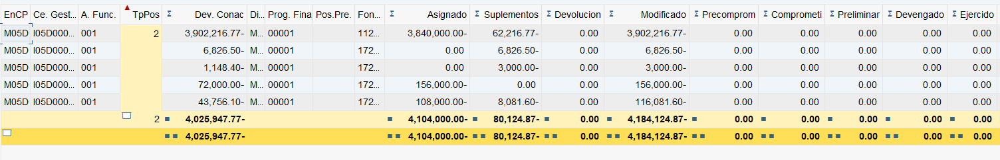 EnCP Ce. Gest... A. Func. TpPos Σ Dev. Conac Di... Prog. Fina Pos.Pre. Fon... Σ Asignado Σ Suplementos Σ Devolucion Σ Modificado Σ Precomprom Σ Comprometi Σ Preliminar Σ Devengado Σ Ejercido
M05D I05D000... 001 2 3,902,216.77- M... 00001 112... 3,840,000.00- 62,216.77- 0.00 3,902,216.77- 0.00 0.00 0.00 0.00 0.00
M05D I05D000... 001 6,826.50- M... 00001 172... 0.00 6,826.50- 0.00 6,826.50- 0.00 0.00 0.00 0.00 0.00
M05D I05D000... 001 1,148.40- M... 00001 172... 0.00 3,000.00- 0.00 3,000.00- 0.00 0.00 0.00 0.00 0.00
M05D I05D000... 001 72,000.00- M... 00001 172... 156,000.00- 0.00 0.00 156,000.00- 0.00 0.00 0.00 0.00 0.00
M05D I05D000... 001 43,756.10- M... 00001 172... 108,000.00- 8,081.60- 0.00 116,081.60- 0.00 0.00 0.00 0.00 0.00
2 4,025,947.77- 4,104,000.00- 80,124.87- 0.00 4,184,124.87- 0.00 0.00 0.00 0.00 0.00
4,025,947.77- 4,104,000.00- 80,124.87- 0.00 4,184,124.87- 0.00 0.00 0.00 0.00 0.00